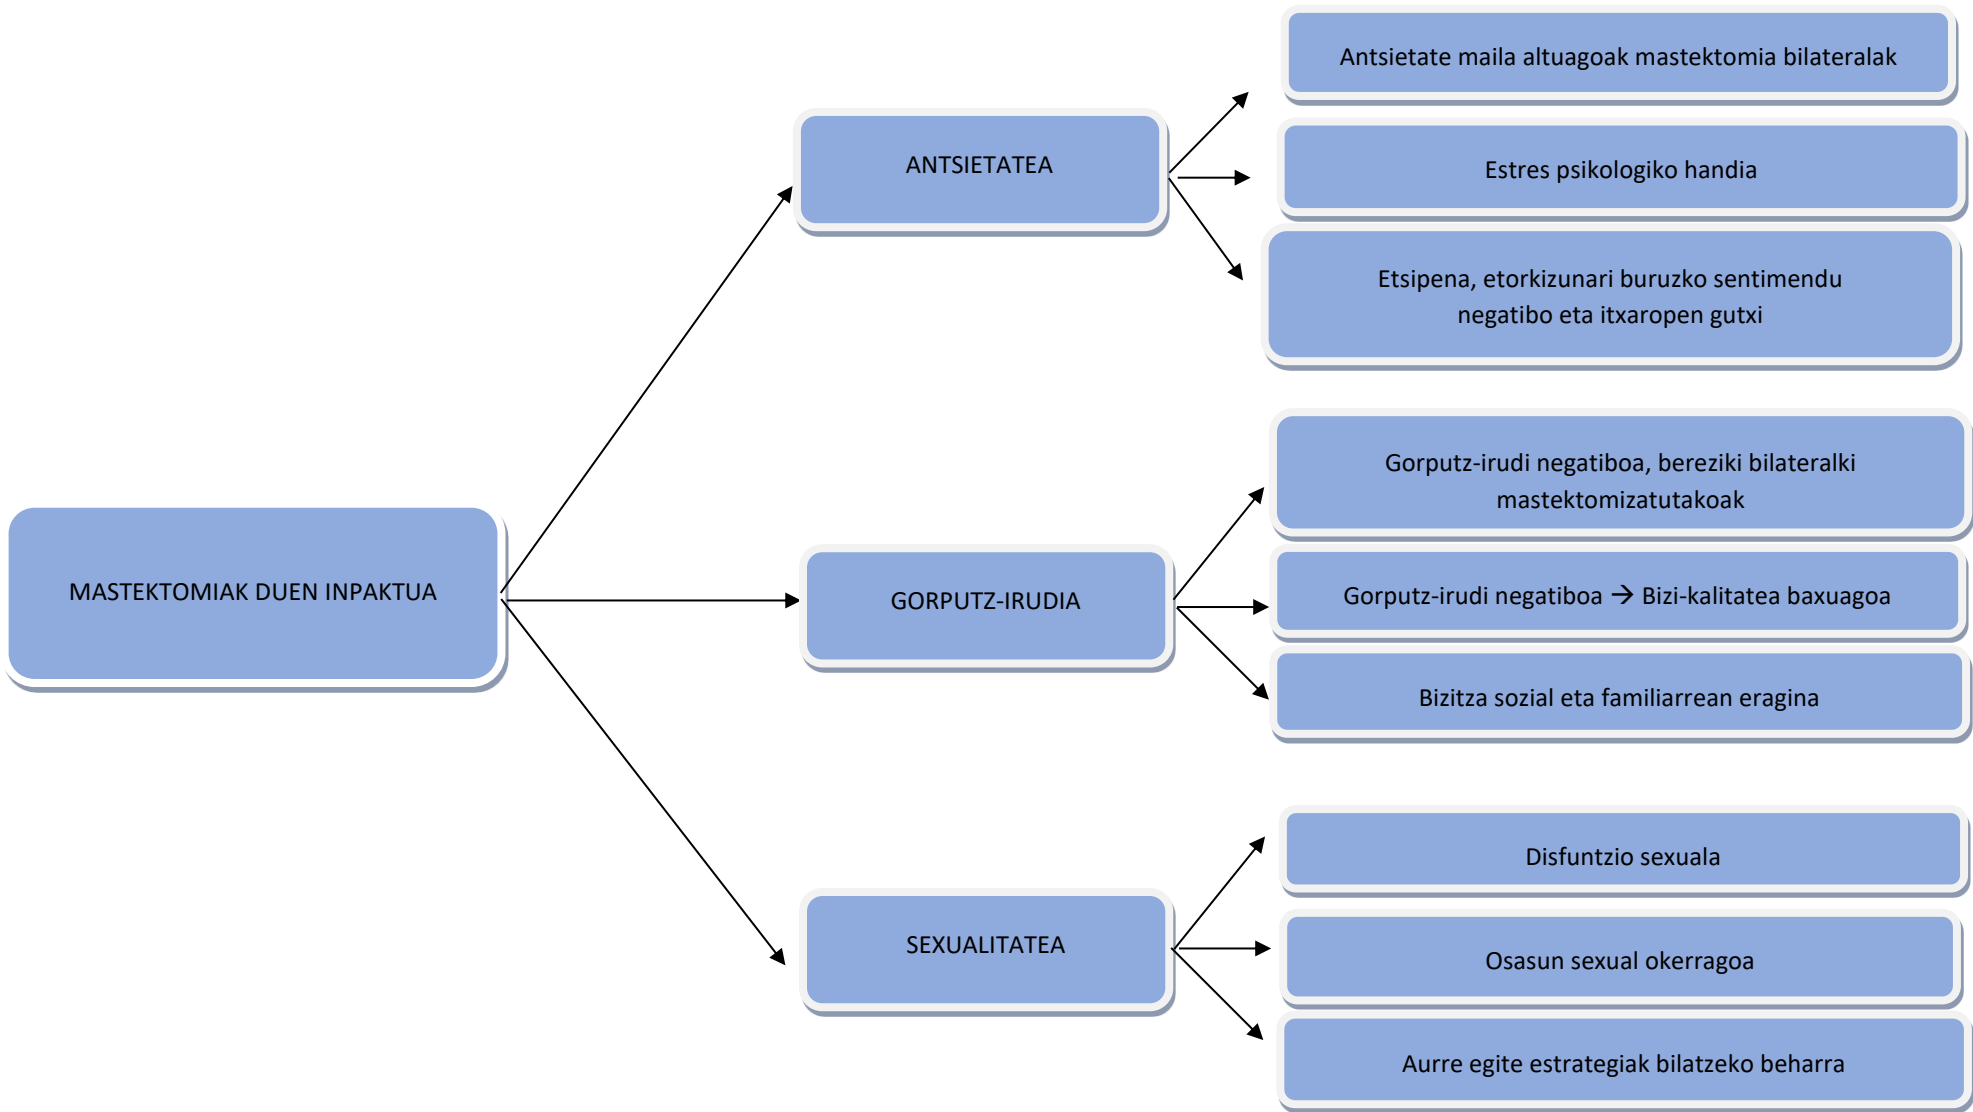 MASTEKTOMIAK DUEN INPAKTUA
ANTSIETATEA
Antsietate maila altuagoak mastektomia bilateralak
Estres psikologiko handia
Etsipena, etorkizunari buruzko sentimendu
negatibo eta itxaropen gutxi
GORPUTZ-IRUDIA
Gorputz-irudi negatiboa, bereziki bilateralki
mastektomizatutakoak
Gorputz-irudi negatiboa → Bizi-kalitatea baxuagoa
Bizitza sozial eta familiarrean eragina
SEXUALITATEA
Disfuntzio sexuala
Osasun sexual okerragoa
Aurre egite estrategiak bilatzeko beharra